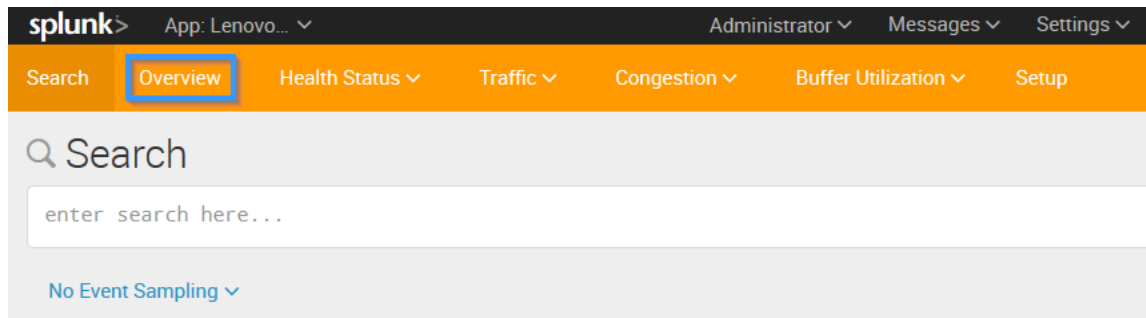 splunk> App: Lenovo... Administrator Messages Settings
Search Overview Health Status Traffic Congestion Buffer Utilization Setup
Search
enter search here...
No Event Sampling